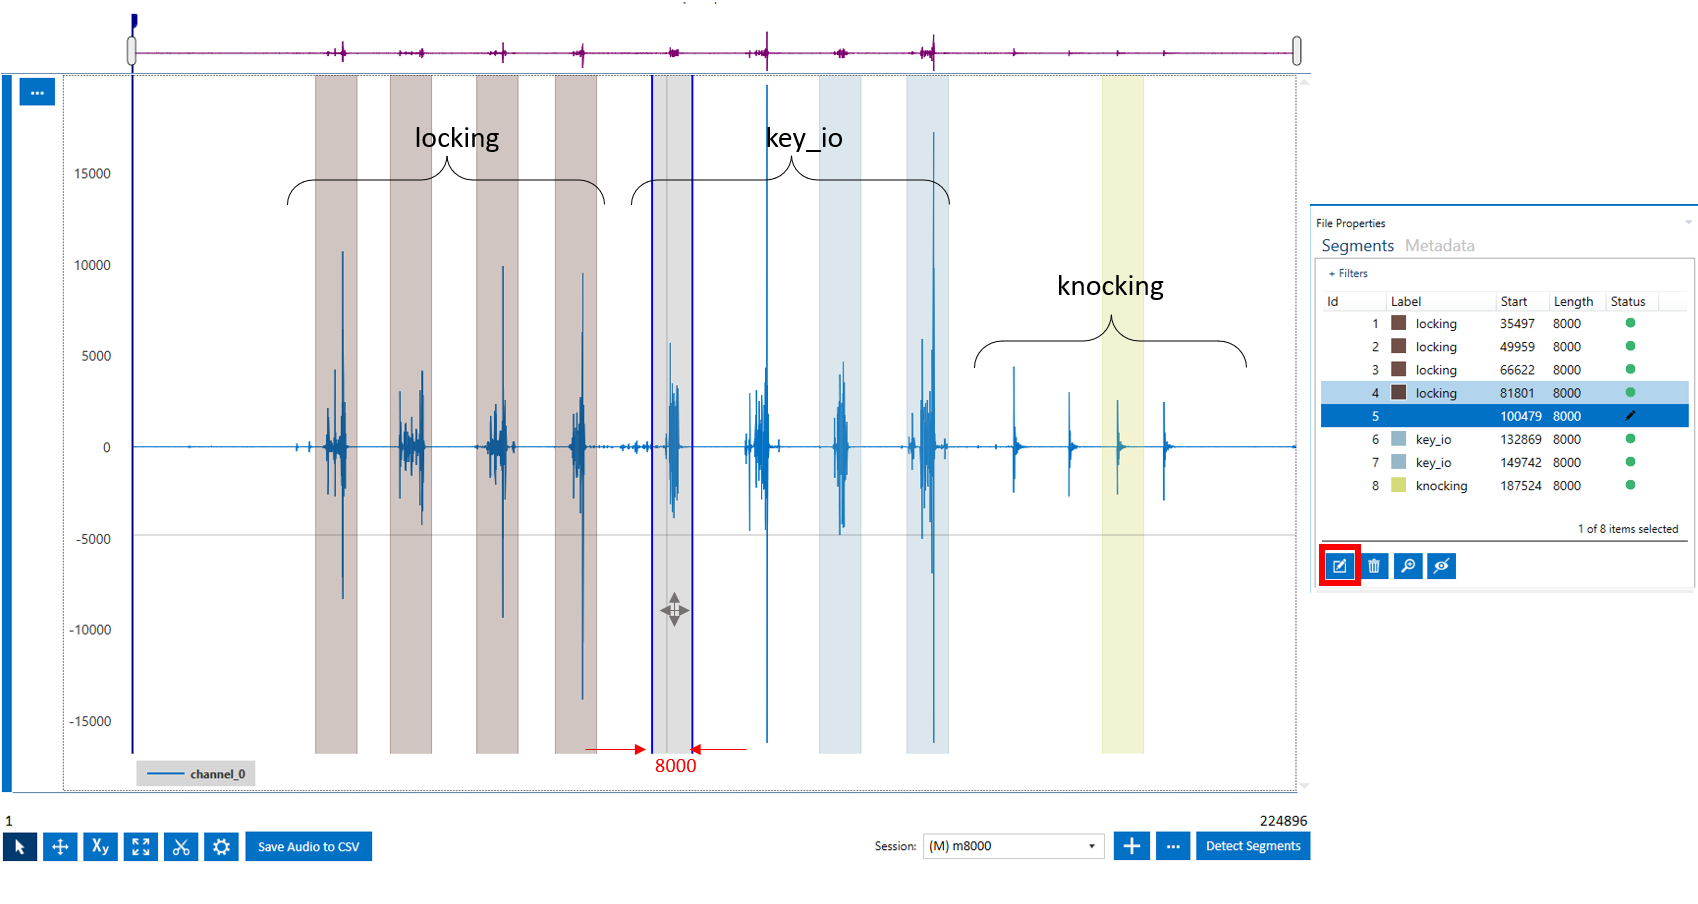 ...
locking
key_io
knocking
15000
10000
5000
0
-5000
-10000
-15000
8000
channel_0
1
224896
Xy
Save Audio to CSV
Session:
(M) m8000
...
Detect Segments
File Properties
Segments Metadata
+ Filters
Id Label Start Length Status
1 locking 35497 8000
2 locking 49959 8000
3 locking 66622 8000
4 locking 81801 8000
5 100479 8000
6 key_io 132869 8000
7 key_io 149742 8000
8 knocking 187524 8000
1 of 8 items selected